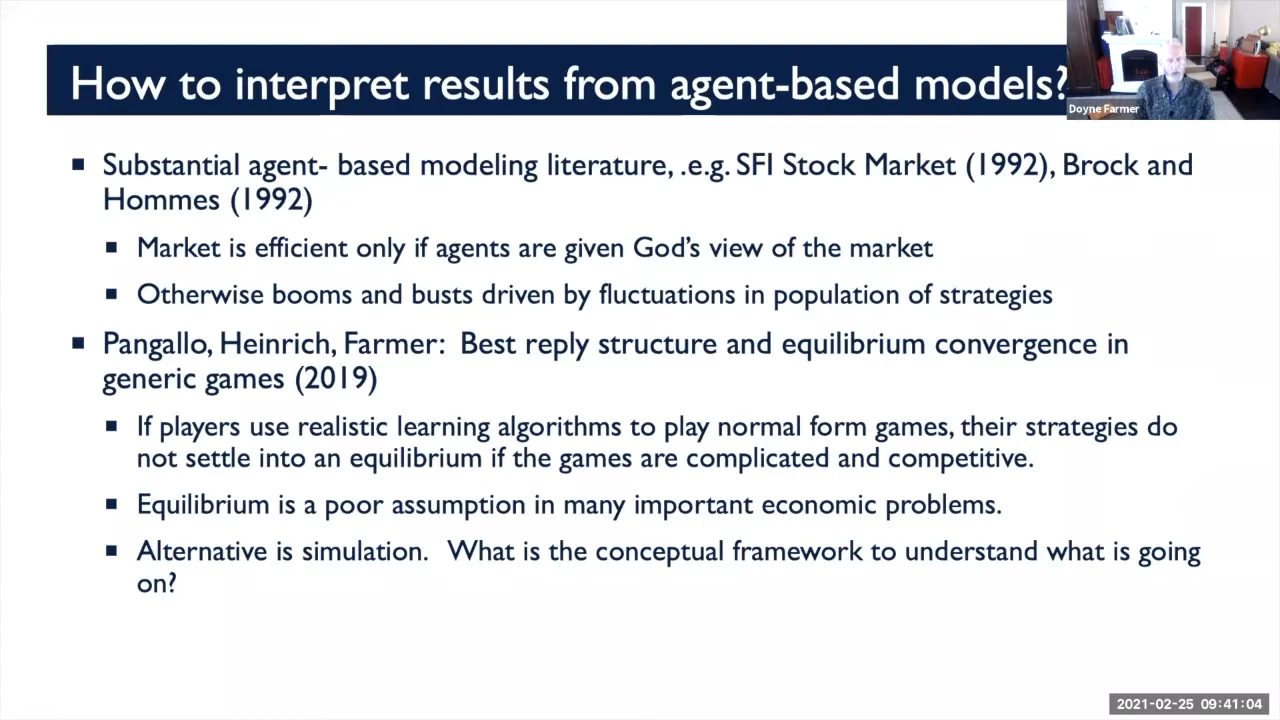 How to interpret results from agent-based models?
Doyne Farmer
■ Substantial agent- based modeling literature, .e.g. SFI Stock Market (1992), Brock and
Hommes (1992)
■ Market is efficient only if agents are given God's view of the market
■ Otherwise booms and busts driven by fluctuations in population of strategies
■ Pangallo, Heinrich, Farmer: Best reply structure and equilibrium convergence in
generic games (2019)
■ If players use realistic learning algorithms to play normal form games, their strategies do
not settle into an equilibrium if the games are complicated and competitive.
■ Equilibrium is a poor assumption in many important economic problems.
■ Alternative is simulation. What is the conceptual framework to understand what is going
on?
2021-02-25 09:41:04